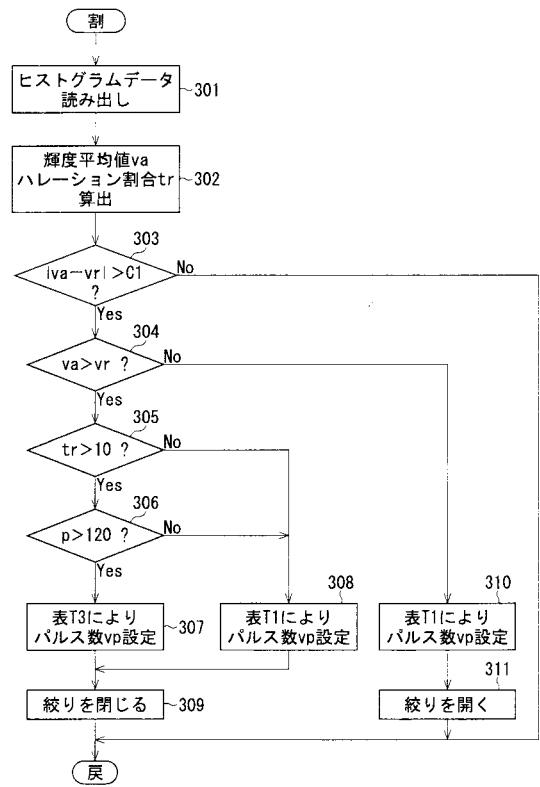 割
ヒストグラムデータ
読み出し
301
輝度平均値va
ハレーション割合tr
算出
302
303
|va−vr|>C1
?
No
Yes
304
va>vr ?
No
Yes
305
tr>10 ?
No
Yes
306
p>120 ?
No
Yes
表T3により
パルス数vp設定
307
308
表T1により
パルス数vp設定
310
表T1により
パルス数vp設定
絞りを閉じる
309
311
絞りを開く
戻